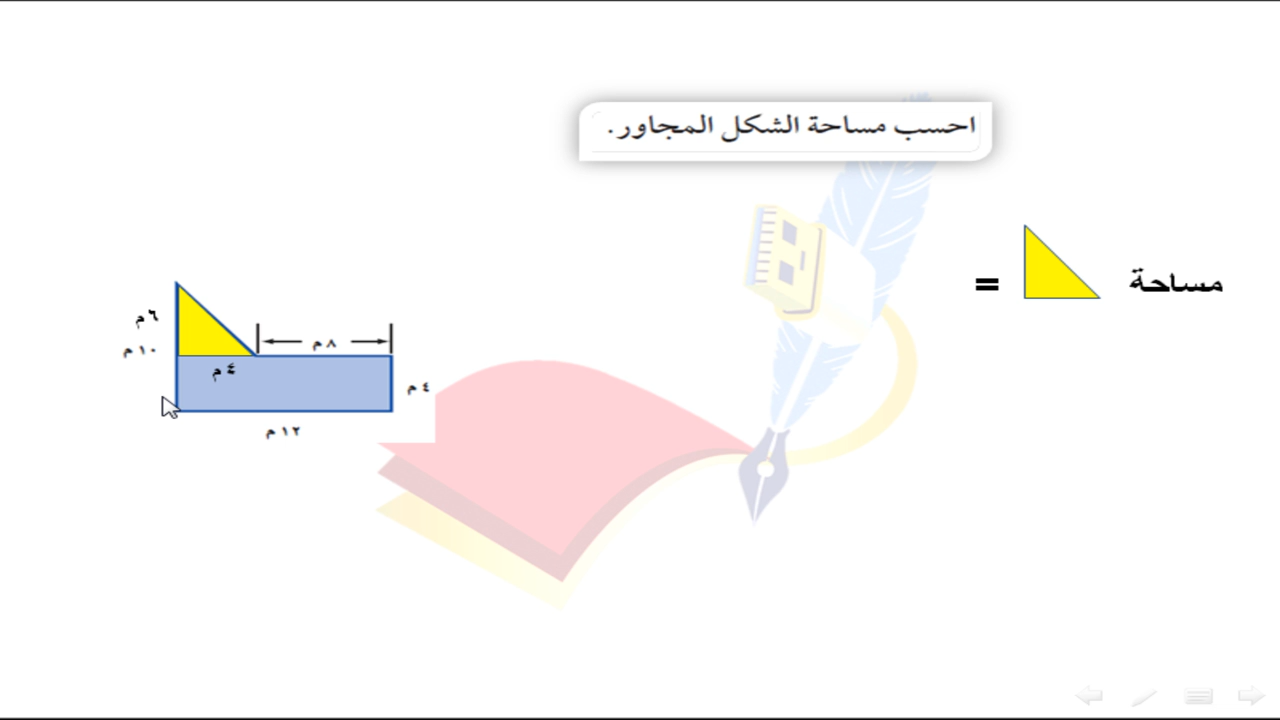 احسب مساحة الشكل المجاور.
مساحة =
٦ م
١٠ م
٨ م
٤ م
٤ م
١٢ م